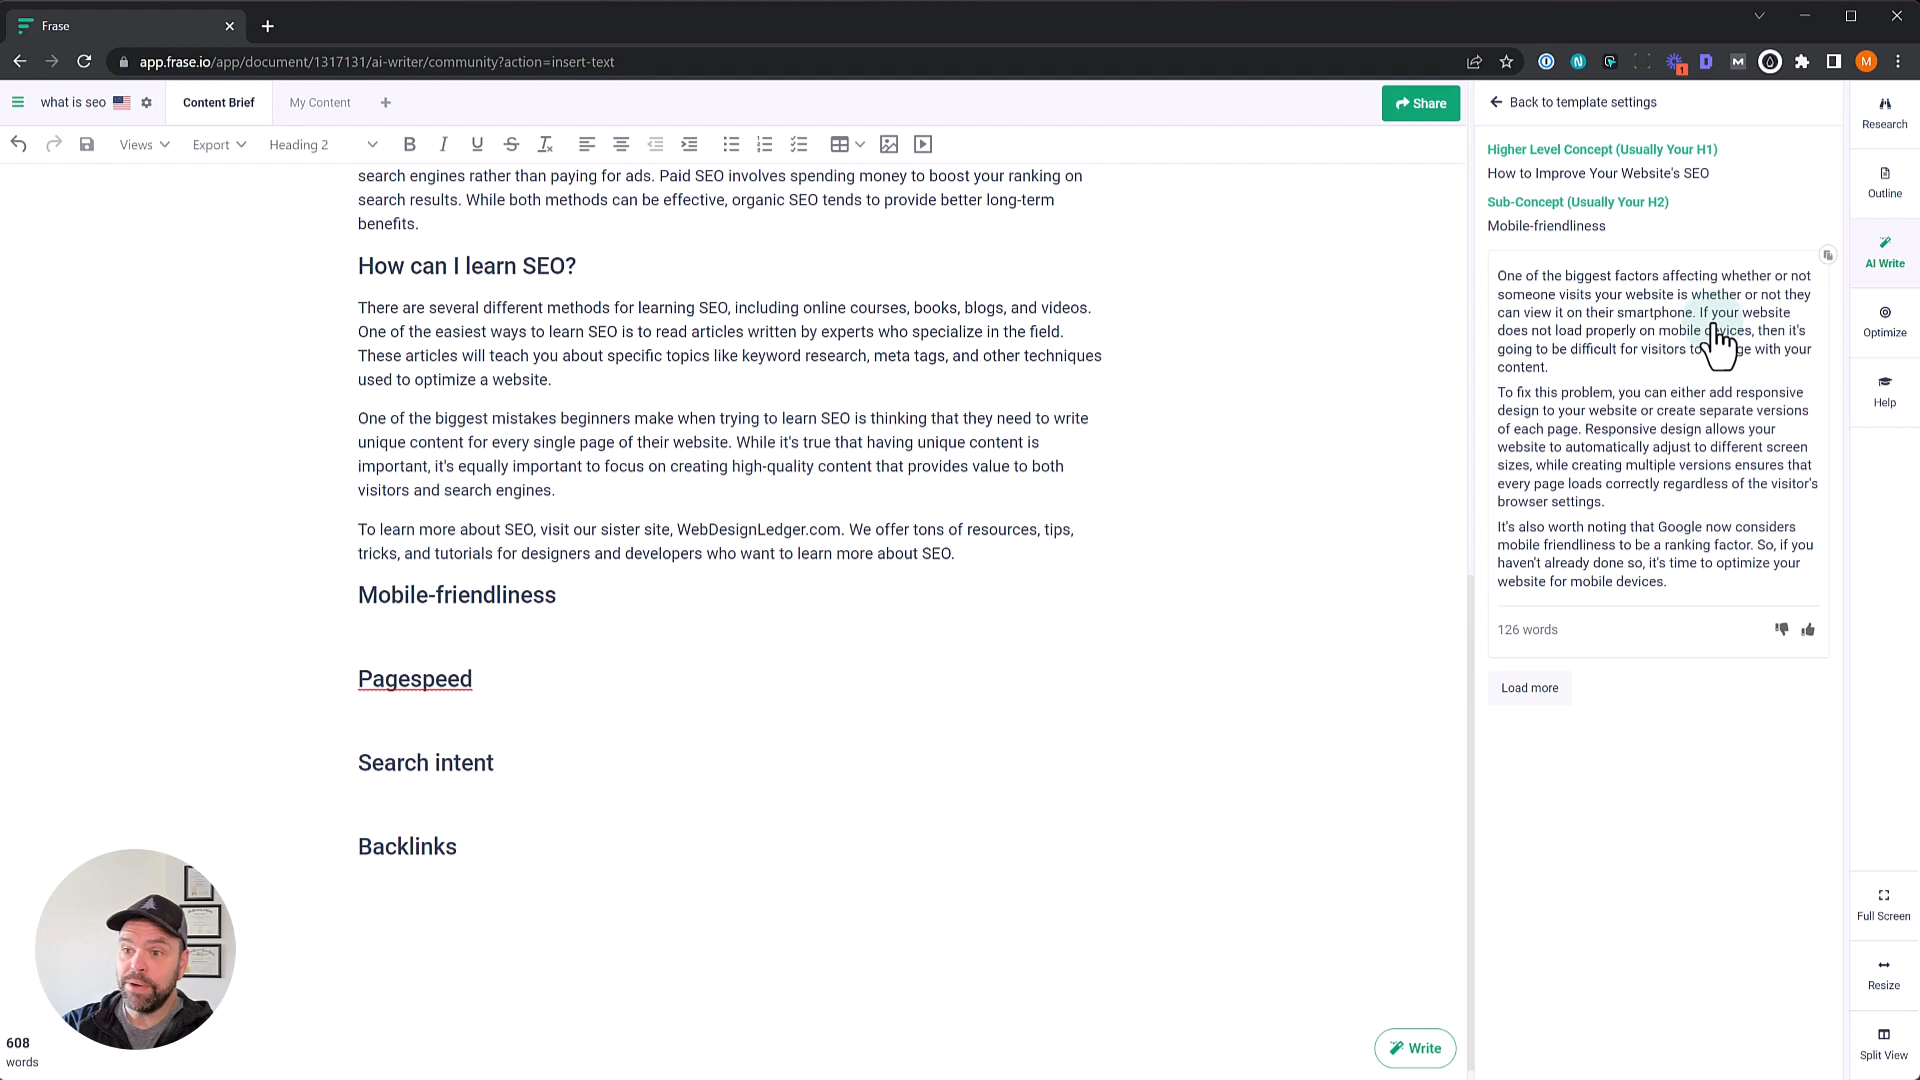 Frase
app.frase.io/app/document/1317131/ai-writer/community?action=insert-text
1
M
what is seo
Content Brief
My Content
Share
Back to template settings
Research
Views
Export
Heading 2
B
I
U
S
search engines rather than paying for ads. Paid SEO involves spending money to boost your ranking on
search results. While both methods can be effective, organic SEO tends to provide better long-term
benefits.
How can I learn SEO?
There are several different methods for learning SEO, including online courses, books, blogs, and videos.
One of the easiest ways to learn SEO is to read articles written by experts who specialize in the field.
These articles will teach you about specific topics like keyword research, meta tags, and other techniques
used to optimize a website.
One of the biggest mistakes beginners make when trying to learn SEO is thinking that they need to write
unique content for every single page of their website. While it's true that having unique content is
important, it's equally important to focus on creating high-quality content that provides value to both
visitors and search engines.
To learn more about SEO, visit our sister site, WebDesignLedger.com. We offer tons of resources, tips,
tricks, and tutorials for designers and developers who want to learn more about SEO.
Mobile-friendliness
Pagespeed
Search intent
Backlinks
608
words
Write
Higher Level Concept (Usually Your H1)
How to Improve Your Website's SEO
Sub-Concept (Usually Your H2)
Mobile-friendliness
One of the biggest factors affecting whether or not
someone visits your website is whether or not they
can view it on their smartphone. If your website
does not load properly on mobile devices, then it's
going to be difficult for visitors to ge with your
content.
To fix this problem, you can either add responsive
design to your website or create separate versions
of each page. Responsive design allows your
website to automatically adjust to different screen
sizes, while creating multiple versions ensures that
every page loads correctly regardless of the visitor's
browser settings.
It's also worth noting that Google now considers
mobile friendliness to be a ranking factor. So, if you
haven't already done so, it's time to optimize your
website for mobile devices.
126 words
Load more
Outline
AI Write
Optimize
Help
Full Screen
Resize
Split View